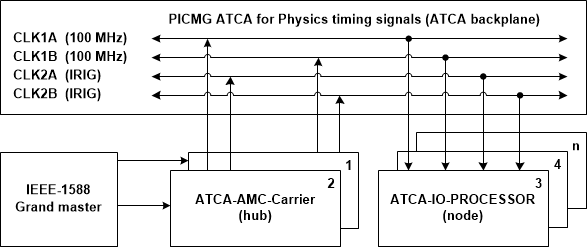 PICMG ATCA for Physics timing signals (ATCA backplane)
CLK1A (100 MHz)
CLK1B (100 MHz)
CLK2A (IRIG)
CLK2B (IRIG)
IEEE-1588
Grand master
1
2
ATCA-AMC-Carrier
(hub)
n
4
3
ATCA-IO-PROCESSOR
(node)